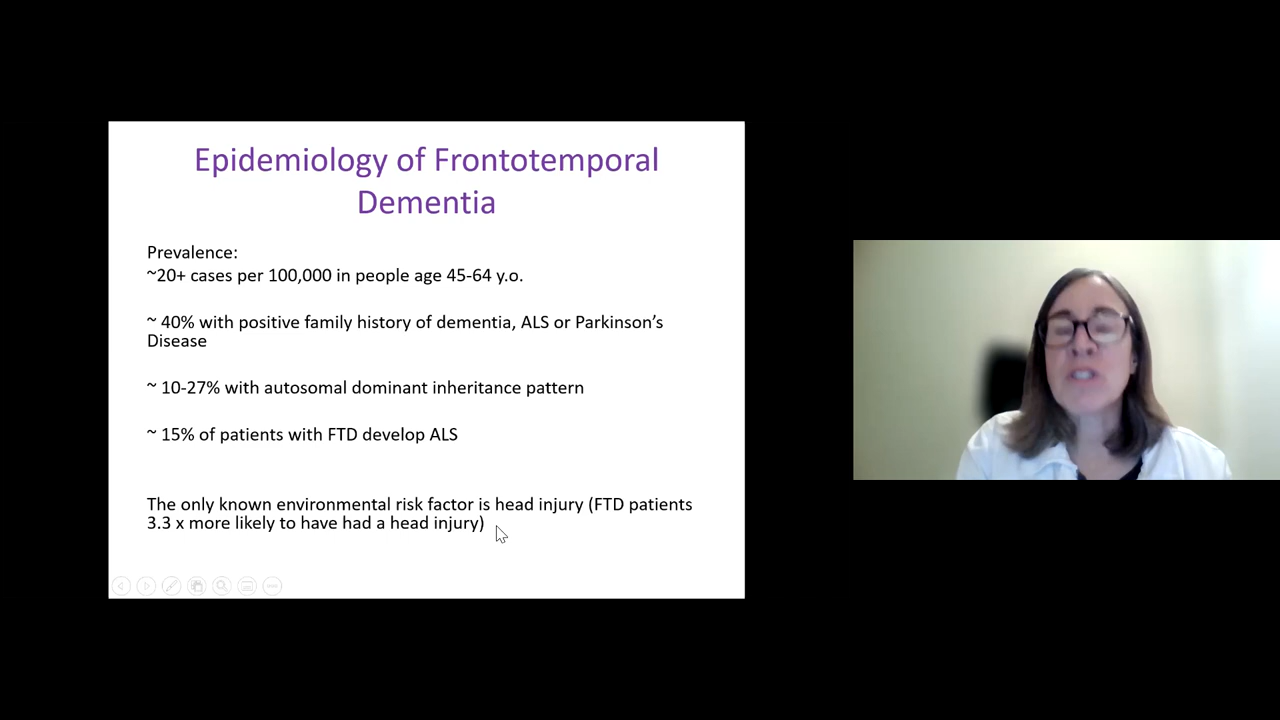 Epidemiology of Frontotemporal
Dementia
Prevalence:
~20+ cases per 100,000 in people age 45-64 y.o.
~ 40% with positive family history of dementia, ALS or Parkinson’s
Disease
~ 10-27% with autosomal dominant inheritance pattern
~ 15% of patients with FTD develop ALS
The only known environmental risk factor is head injury (FTD patients
3.3 x more likely to have had a head injury)